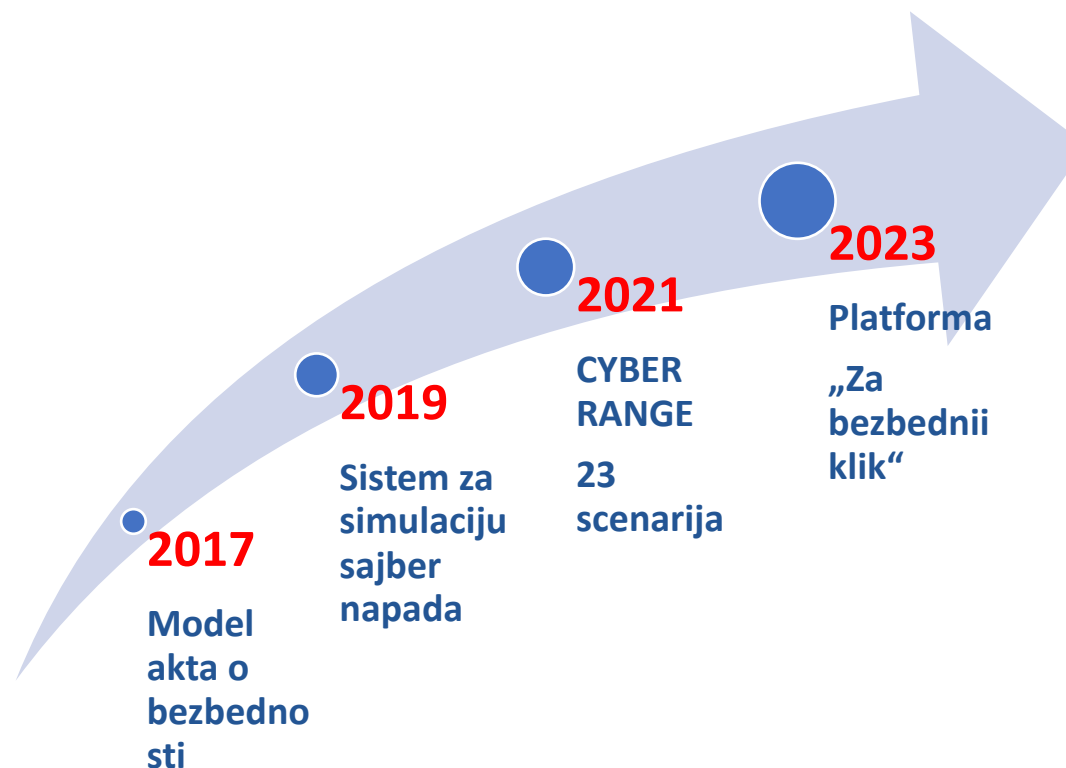 2017
Model
akta o
bezbedno
sti
2019
Sistem za
simulaciju
sajber
napada
2021
CYBER
RANGE
23
scenarija
2023
Platforma
„Za
bezbednii
klik“